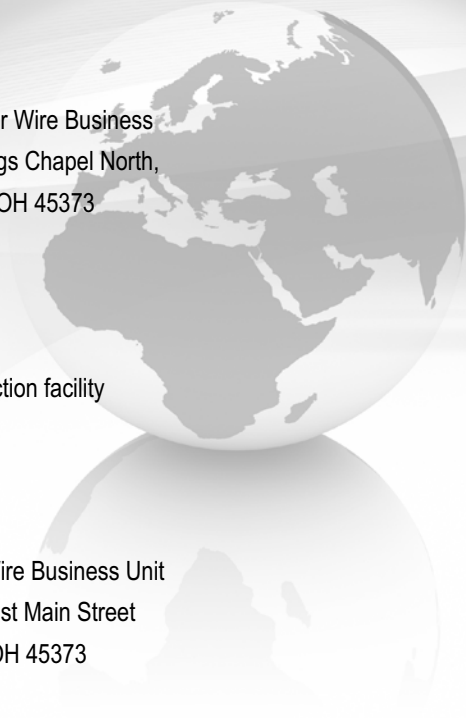 r Wire Business
gs Chapel North,
OH 45373
ction facility
ire Business Unit
st Main Street
OH 45373